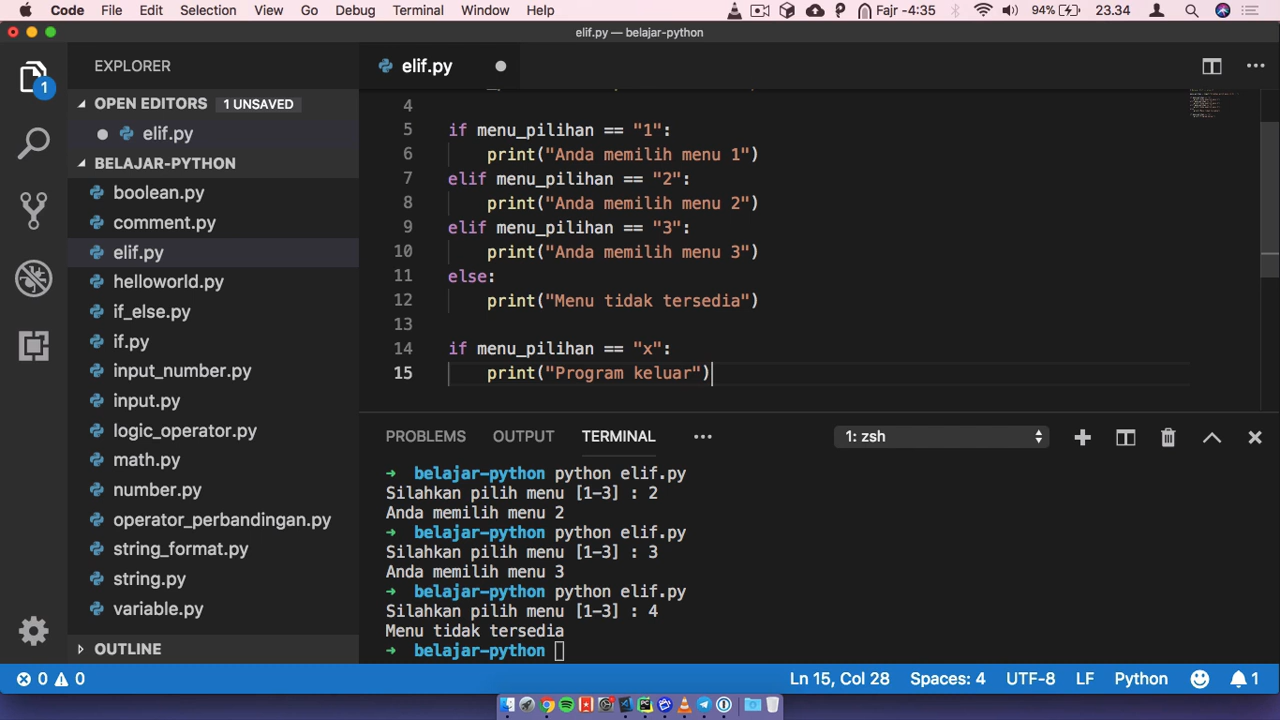 Code File Edit Selection View Go Debug Terminal Window Help Fajr -4:35 94% 23.34
elif.py — belajar-python
EXPLORER
OPEN EDITORS 1 UNSAVED
elif.py
BELAJAR-PYTHON
boolean.py
comment.py
elif.py
helloworld.py
if_else.py
if.py
input_number.py
input.py
logic_operator.py
math.py
number.py
operator_perbandingan.py
string_format.py
string.py
variable.py
OUTLINE
1
elif.py
4
5 if menu_pilihan == "1":
6 print("Anda memilih menu 1")
7 elif menu_pilihan == "2":
8 print("Anda memilih menu 2")
9 elif menu_pilihan == "3":
10 print("Anda memilih menu 3")
11 else:
12 print("Menu tidak tersedia")
13
14 if menu_pilihan == "x":
15 print("Program keluar")
PROBLEMS OUTPUT TERMINAL ••• 1: zsh
➜ belajar-python python elif.py
Silahkan pilih menu [1-3] : 2
Anda memilih menu 2
➜ belajar-python python elif.py
Silahkan pilih menu [1-3] : 3
Anda memilih menu 3
➜ belajar-python python elif.py
Silahkan pilih menu [1-3] : 4
Menu tidak tersedia
➜ belajar-python
0 0 Ln 15, Col 28 Spaces: 4 UTF-8 LF Python 1